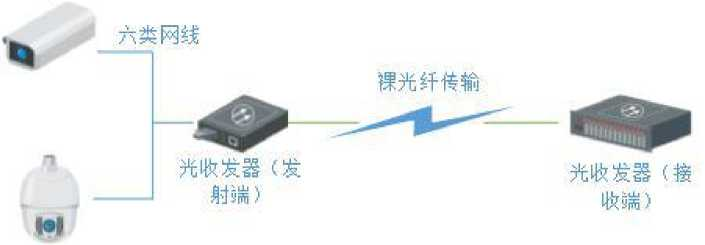 六类网线
裸光纤传输
光收发器（发
射端）
光收发器（接
收端）